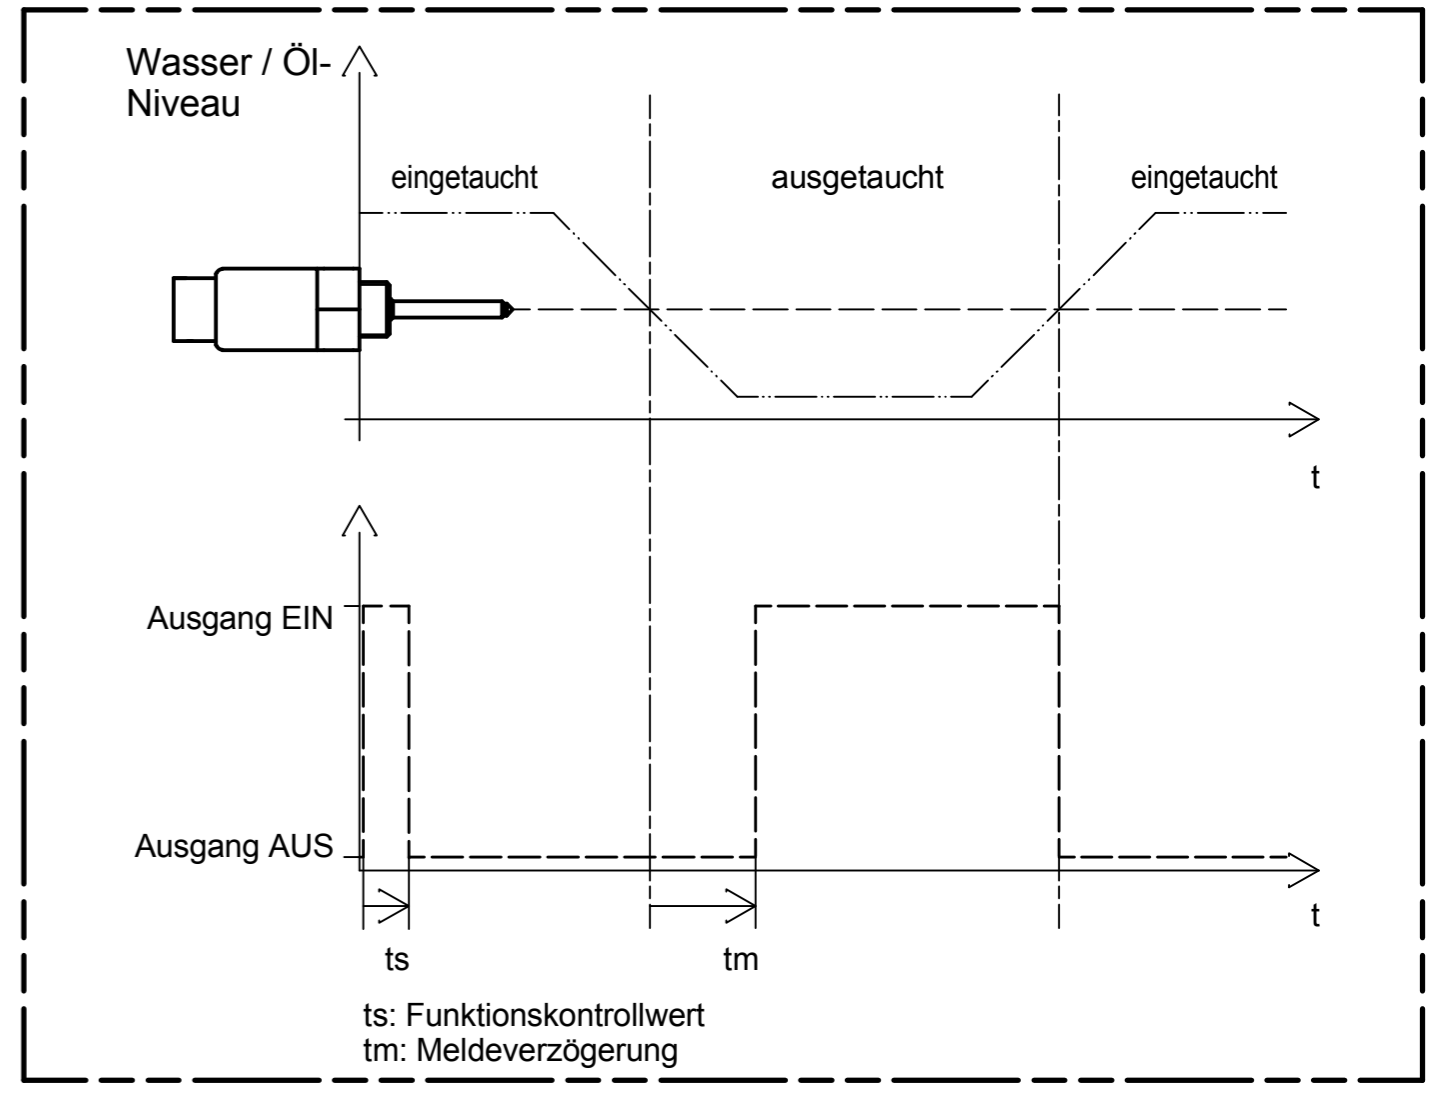 Wasser / Öl-
Niveau
eingetaucht
ausgetaucht
eingetaucht
t
Ausgang EIN
Ausgang AUS
t
ts
tm
ts: Funktionskontrollwert
tm: Meldeverzögerung